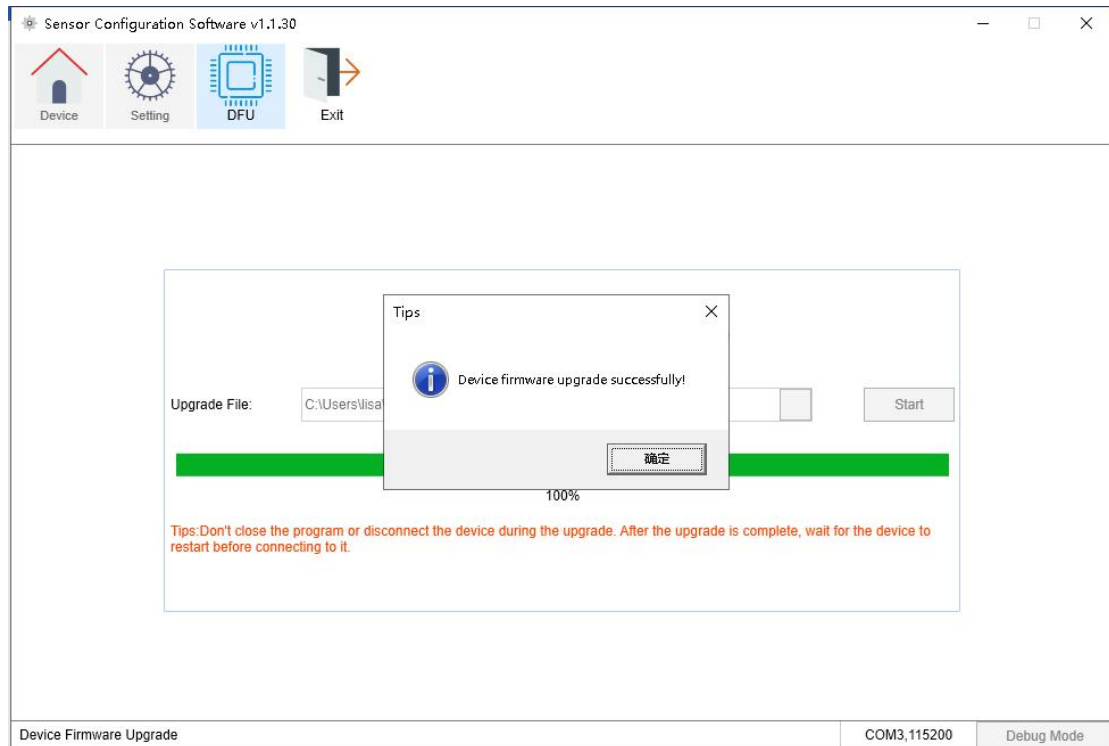 Sensor Configuration Software v1.1.30
Device Setting DFU Exit
Tips
Device firmware upgrade successfully!
Upgrade File: C:\Users\lisa\ Start
确定
100%
Tips:Don't close the program or disconnect the device during the upgrade. After the upgrade is complete, wait for the device to
restart before connecting to it.
Device Firmware Upgrade COM3,115200 Debug Mode